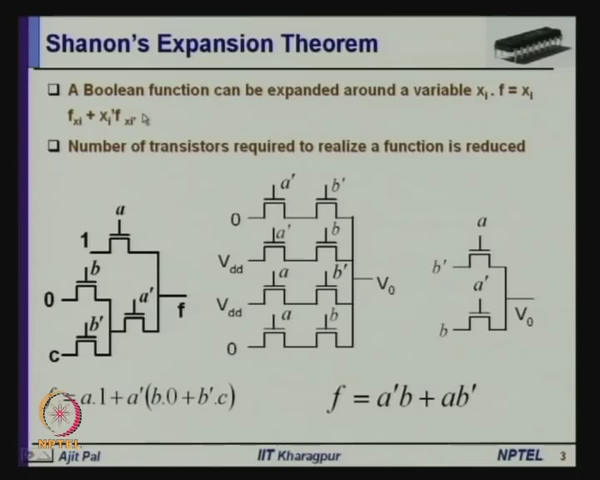 Shanon's Expansion Theorem
A Boolean function can be expanded around a variable xi . f = xi
fxi + xi'f xi'.
Number of transistors required to realize a function is reduced
a
1
b
0
a'
f
b'
c
a' b'
0
a' b
Vdd
a b'
Vdd
V0
a b
0
a
b'
a'
b
V0
f = a.1 + a'(b.0 + b'.c)
f = a'b + ab'
NPTEL
Ajit Pal IIT Kharagpur NPTEL 3